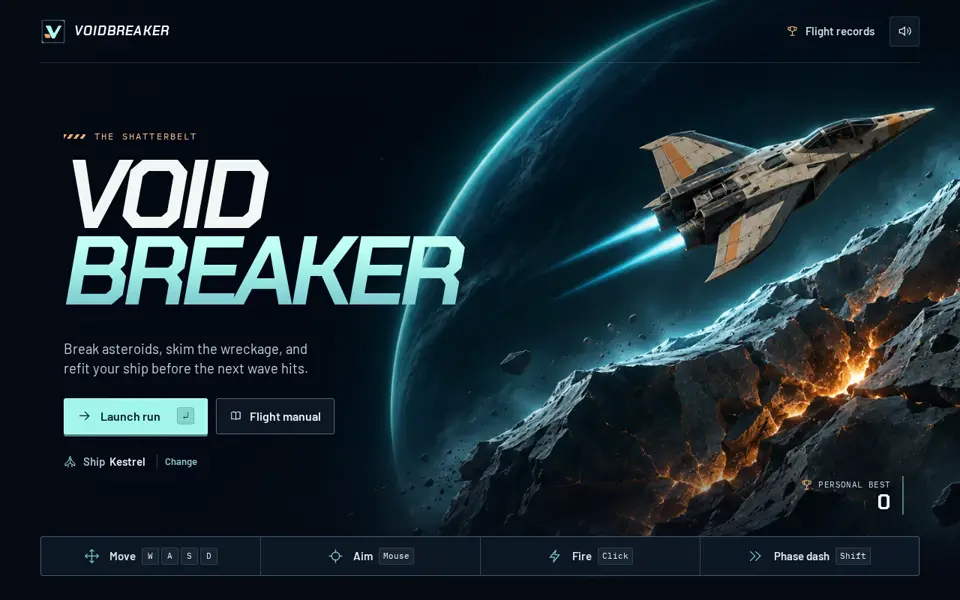 VOIDBREAKER
Flight records
THE SHATTERBELT
VOID
BREAKER
Break asteroids, skim the wreckage, and
refit your ship before the next wave hits.
Launch run ↵
Flight manual
Ship Kestrel
Change
PERSONAL BEST
0
Move W A S D
Aim Mouse
Fire Click
Phase dash Shift